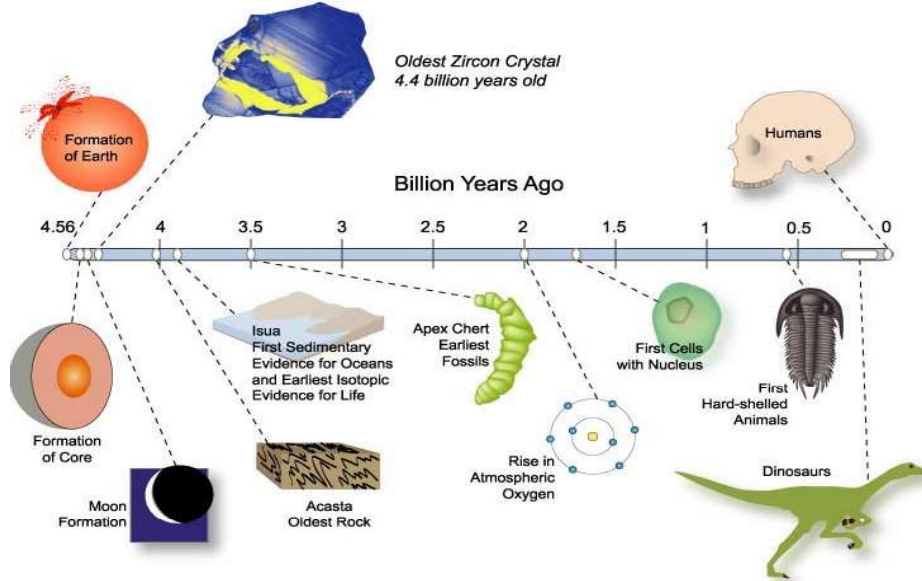 Oldest Zircon Crystal
4.4 billion years old
Formation
of Earth
Humans
Billion Years Ago
4.56
4
3.5
3
2.5
2
1.5
1
0.5
0
Isua
First Sedimentary
Evidence for Oceans
and Earliest Isotopic
Evidence for Life
Apex Chert
Earliest
Fossils
First Cells
with Nucleus
First
Hard-shelled
Animals
Formation
of Core
Moon
Formation
Acasta
Oldest Rock
Rise in
Atmospheric
Oxygen
Dinosaurs